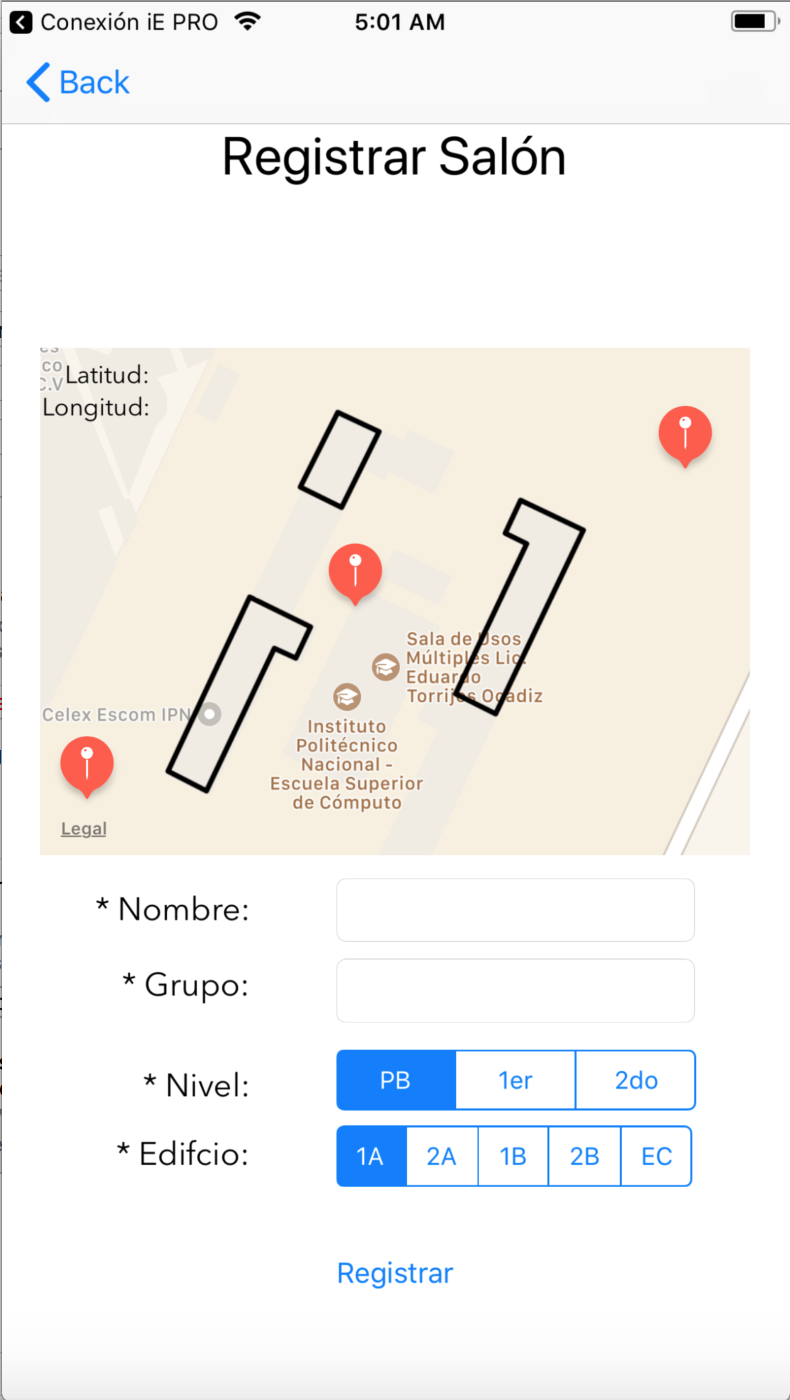 Conexión iE PRO
5:01 AM
Back
Registrar Salón
co
C.V
Latitud:
Longitud:
Sala de Usos
Múltiples Lic.
Eduardo
Torrijos Ocadiz
Celex Escom IPN
Instituto
Politécnico
Nacional -
Escuela Superior
de Cómputo
Legal
* Nombre:
* Grupo:
* Nivel:
PB 1er 2do
* Edifcio:
1A 2A 1B 2B EC
Registrar